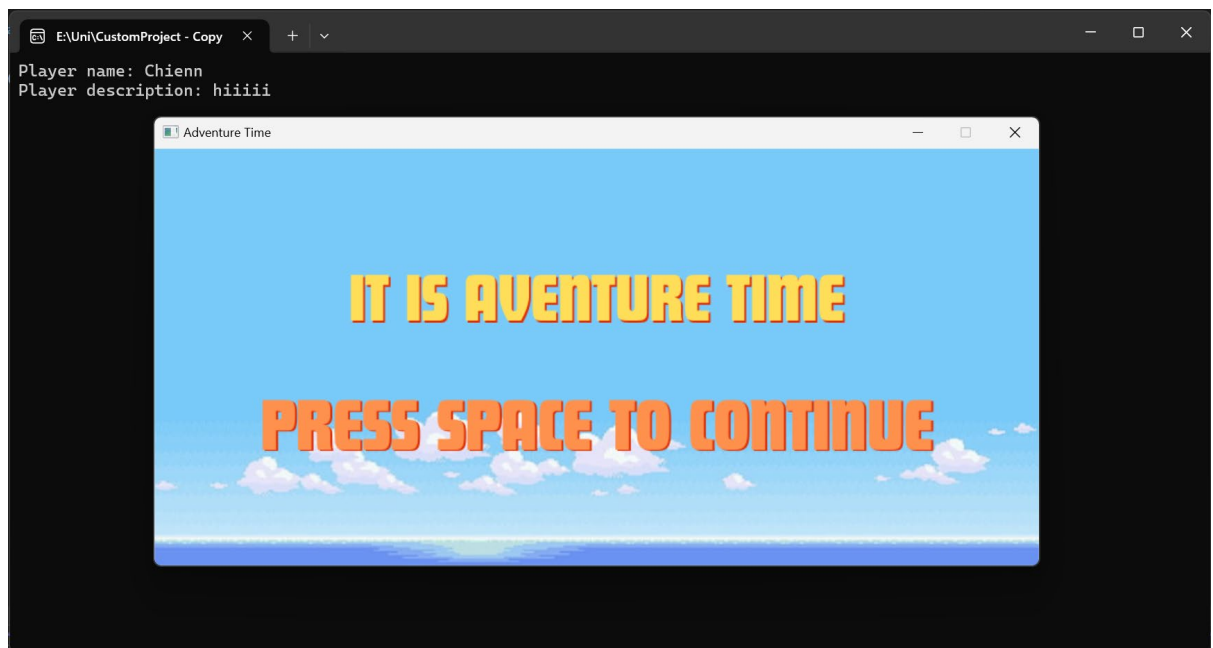 E:\Uni\CustomProject - Copy
Player name: Chienn
Player description: hiiiii
Adventure Time
IT IS AVENTURE TIME
PRESS SPACE TO CONTINUE